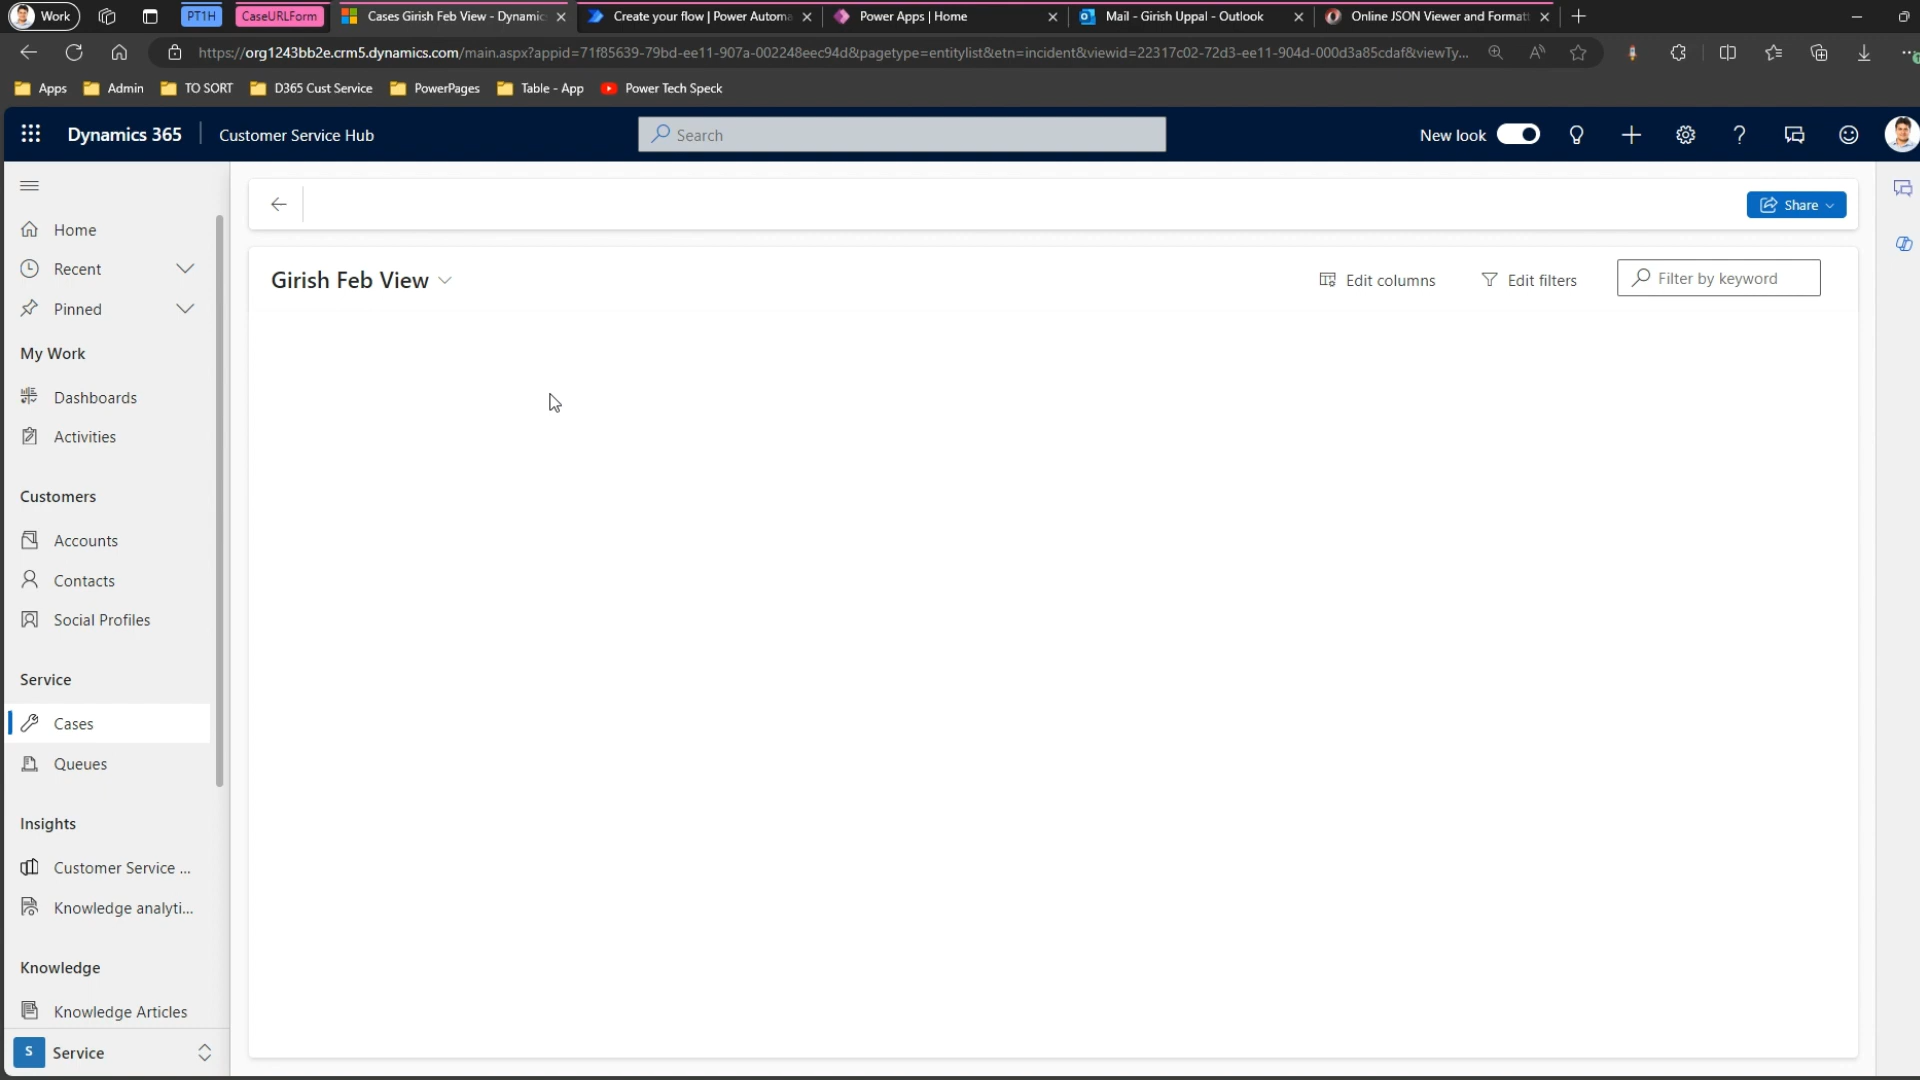 Work
PT1H
CaseURLForm
Cases Girish Feb View - Dynamic
Create your flow | Power Automa
Power Apps | Home
Mail - Girish Uppal - Outlook
Online JSON Viewer and Formatt
https://org1243bb2e.crm5.dynamics.com/main.aspx?appid=71f85639-79bd-ee11-907a-002248eec94d&pagetype=entitylist&etn=incident&viewid=22317c02-72d3-ee11-904d-000d3a85cdaf&viewTy...
Apps
Admin
TO SORT
D365 Cust Service
PowerPages
Table - App
Power Tech Speck
Dynamics 365
Customer Service Hub
Search
New look
Home
Recent
Pinned
My Work
Dashboards
Activities
Customers
Accounts
Contacts
Social Profiles
Service
Cases
Queues
Insights
Customer Service ...
Knowledge analyti...
Knowledge
Knowledge Articles
S Service
Share
Girish Feb View
Edit columns
Edit filters
Filter by keyword